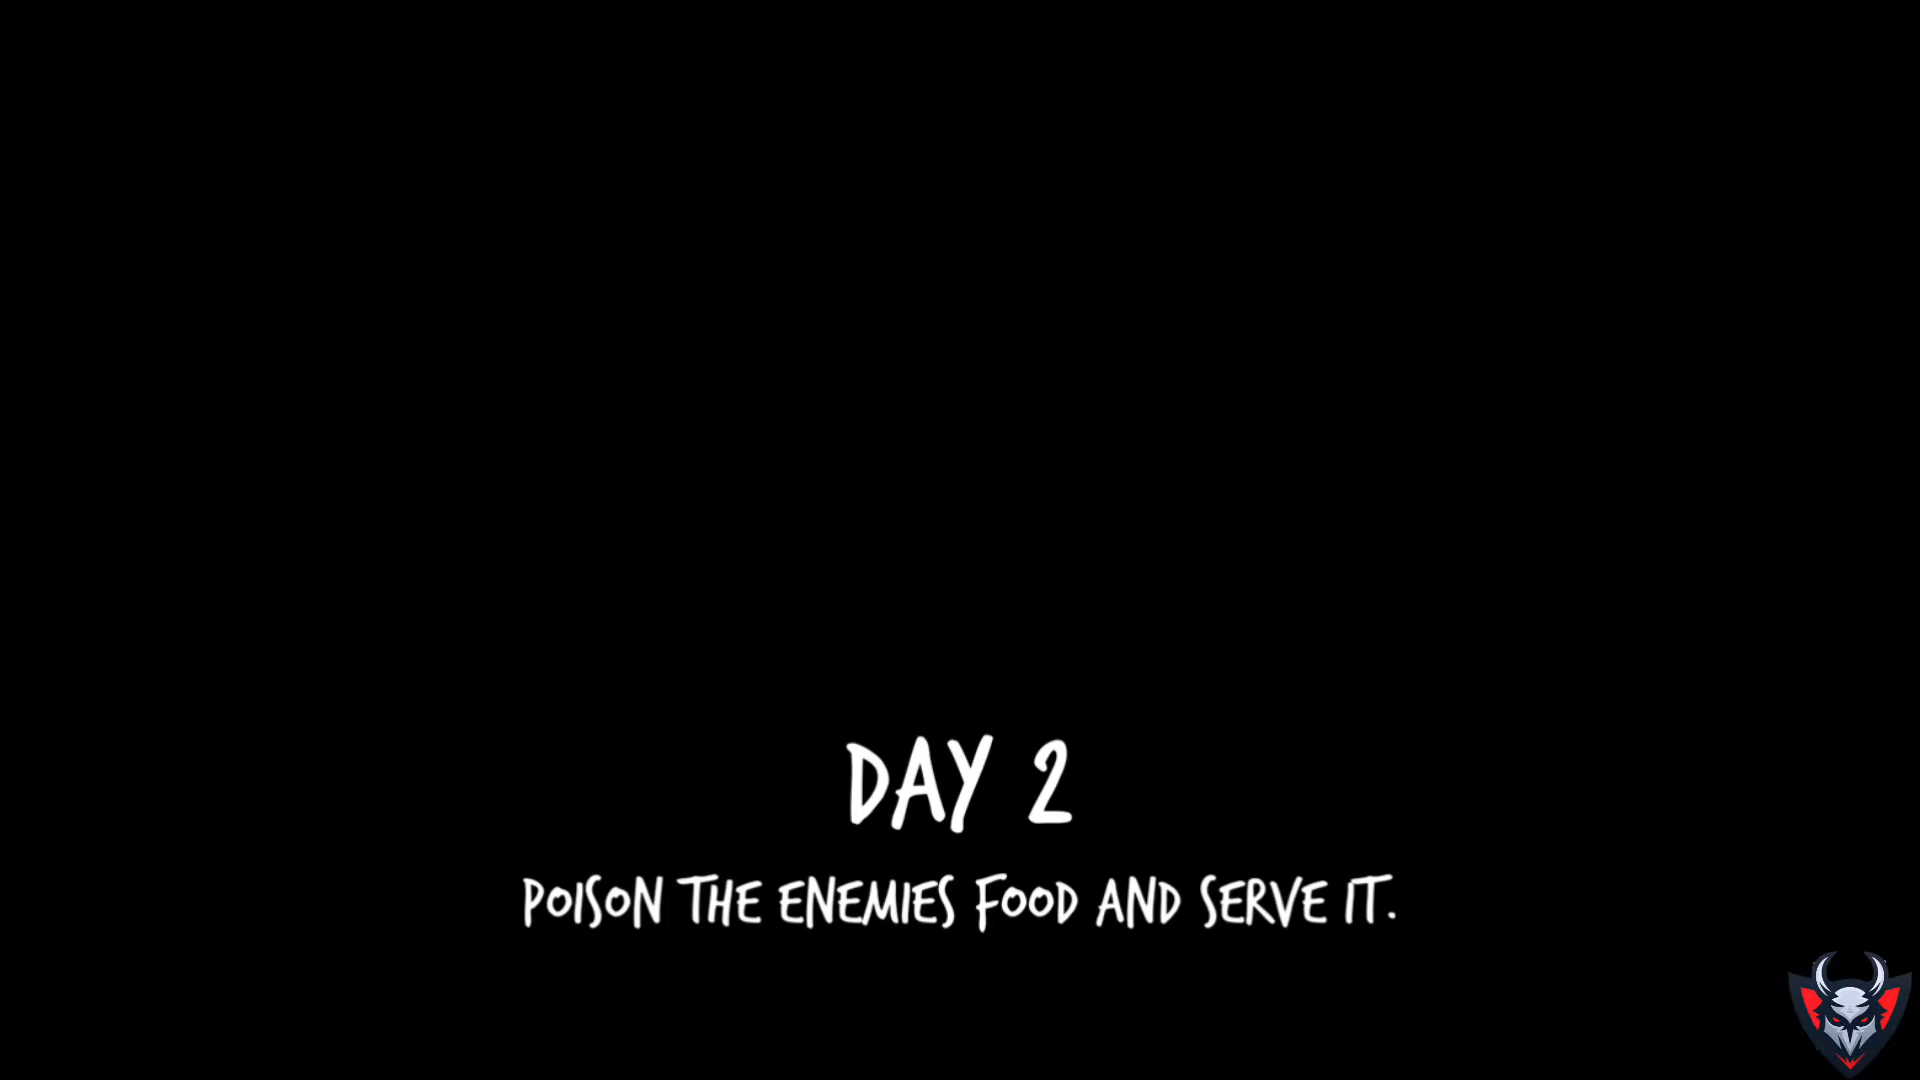 DAY 2
POISON THE ENEMIES FOOD AND SERVE IT.